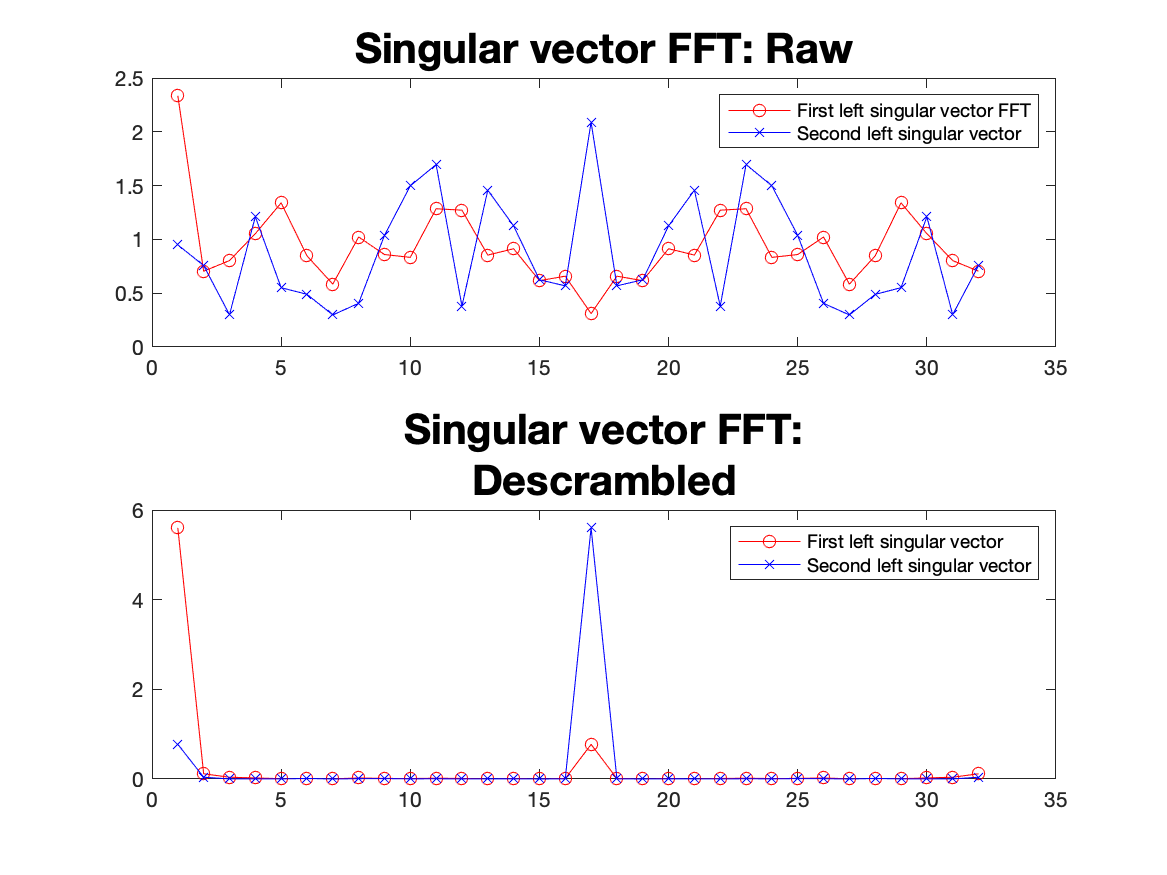 Singular vector FFT: Raw
2.5
2
1.5
1
0.5
0
First left singular vector FFT
Second left singular vector
0 5 10 15 20 25 30 35
Singular vector FFT:
Descrambled
6
4
2
0
First left singular vector
Second left singular vector
0 5 10 15 20 25 30 35